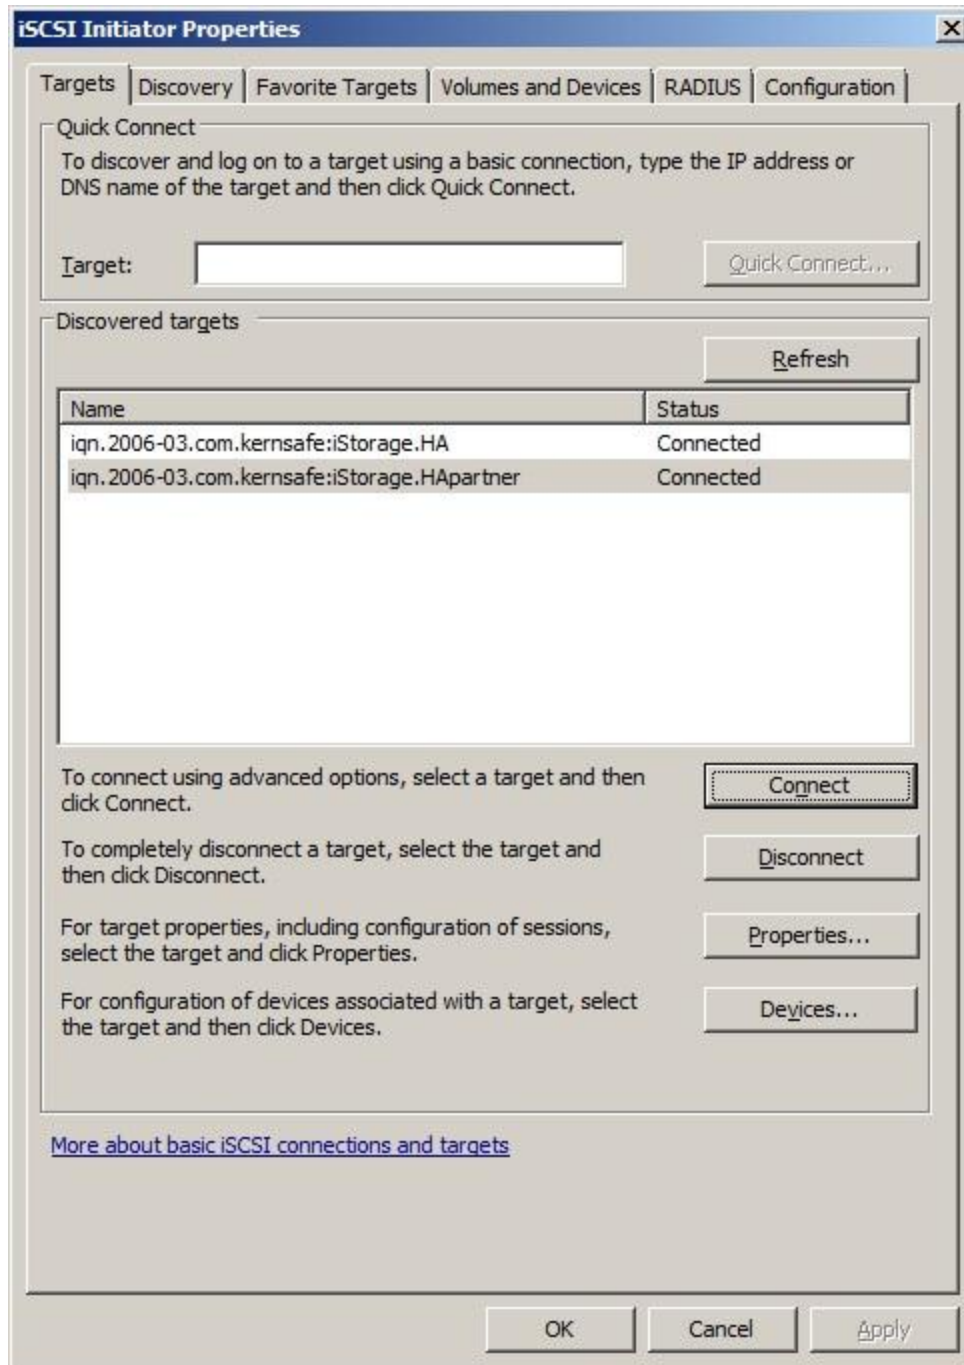 iSCSI Initiator Properties
Targets Discovery Favorite Targets Volumes and Devices RADIUS Configuration
Quick Connect
To discover and log on to a target using a basic connection, type the IP address or
DNS name of the target and then click Quick Connect.
Target:
Quick Connect...
Discovered targets
Refresh
Name Status
iqn.2006-03.com.kernsafe:iStorage.HA Connected
iqn.2006-03.com.kernsafe:iStorage.HApartner Connected
To connect using advanced options, select a target and then
click Connect.
Connect
To completely disconnect a target, select the target and
then click Disconnect.
Disconnect
For target properties, including configuration of sessions,
select the target and click Properties.
Properties...
For configuration of devices associated with a target, select
the target and then click Devices.
Devices...
More about basic iSCSI connections and targets
OK Cancel Apply